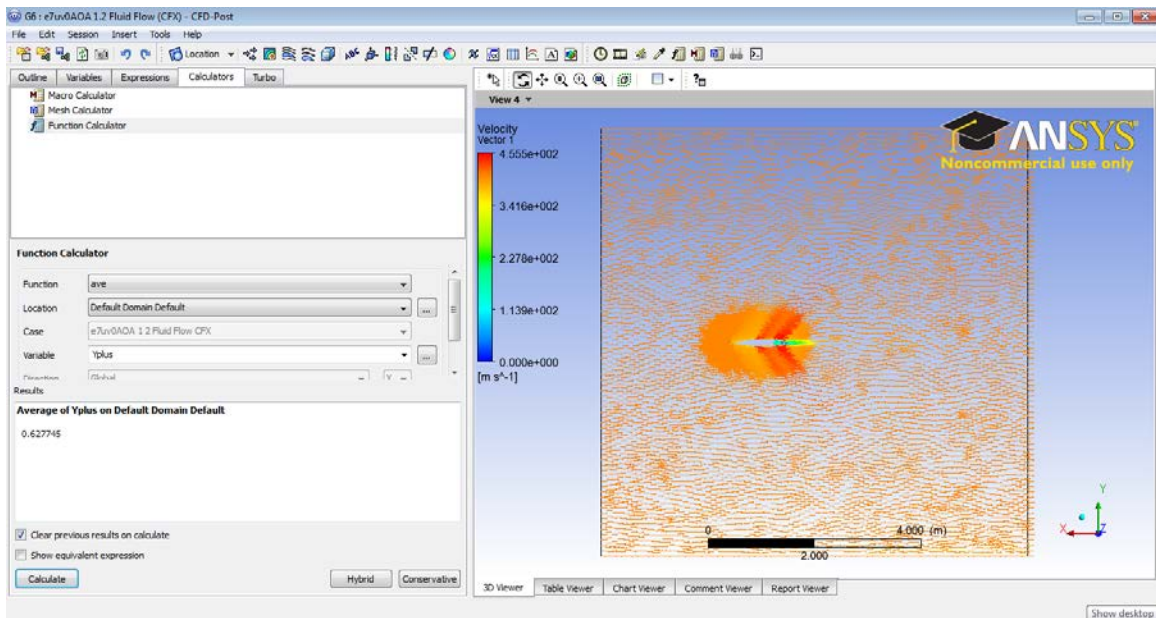 G6 : e7uv0AOA 1.2 Fluid Flow (CFX) - CFD-Post
File Edit Session Insert Tools Help
Location
Outline Variables Expressions Calculators Turbo
Macro Calculator
Mesh Calculator
Function Calculator
Function Calculator
Function ave
Location Default Domain Default ...
Case e7uv0AOA 1 2 Fluid Flow CFX
Variable Yplus ...
Direction Global
Results
Average of Yplus on Default Domain Default
0.627745
Clear previous results on calculate
Show equivalent expression
Calculate Hybrid Conservative
View 4
Velocity
Vector 1
4.555e+002
3.416e+002
2.278e+002
1.139e+002
0.000e+000
[m s^-1]
ANSYS
Noncommercial use only
0 4.000 (m)
2.000
Y
X Z
3D Viewer Table Viewer Chart Viewer Comment Viewer Report Viewer
Show desktop